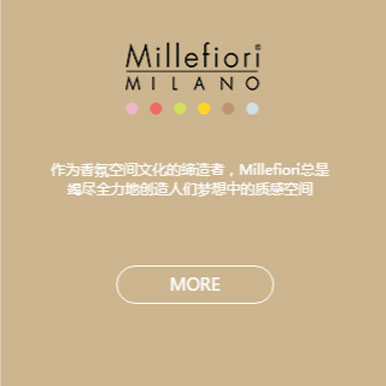 Millefiori®
MILANO
作为香氛空间文化的缔造者，Millefiori总是
竭尽全力地创造人们梦想中的质感空间
MORE